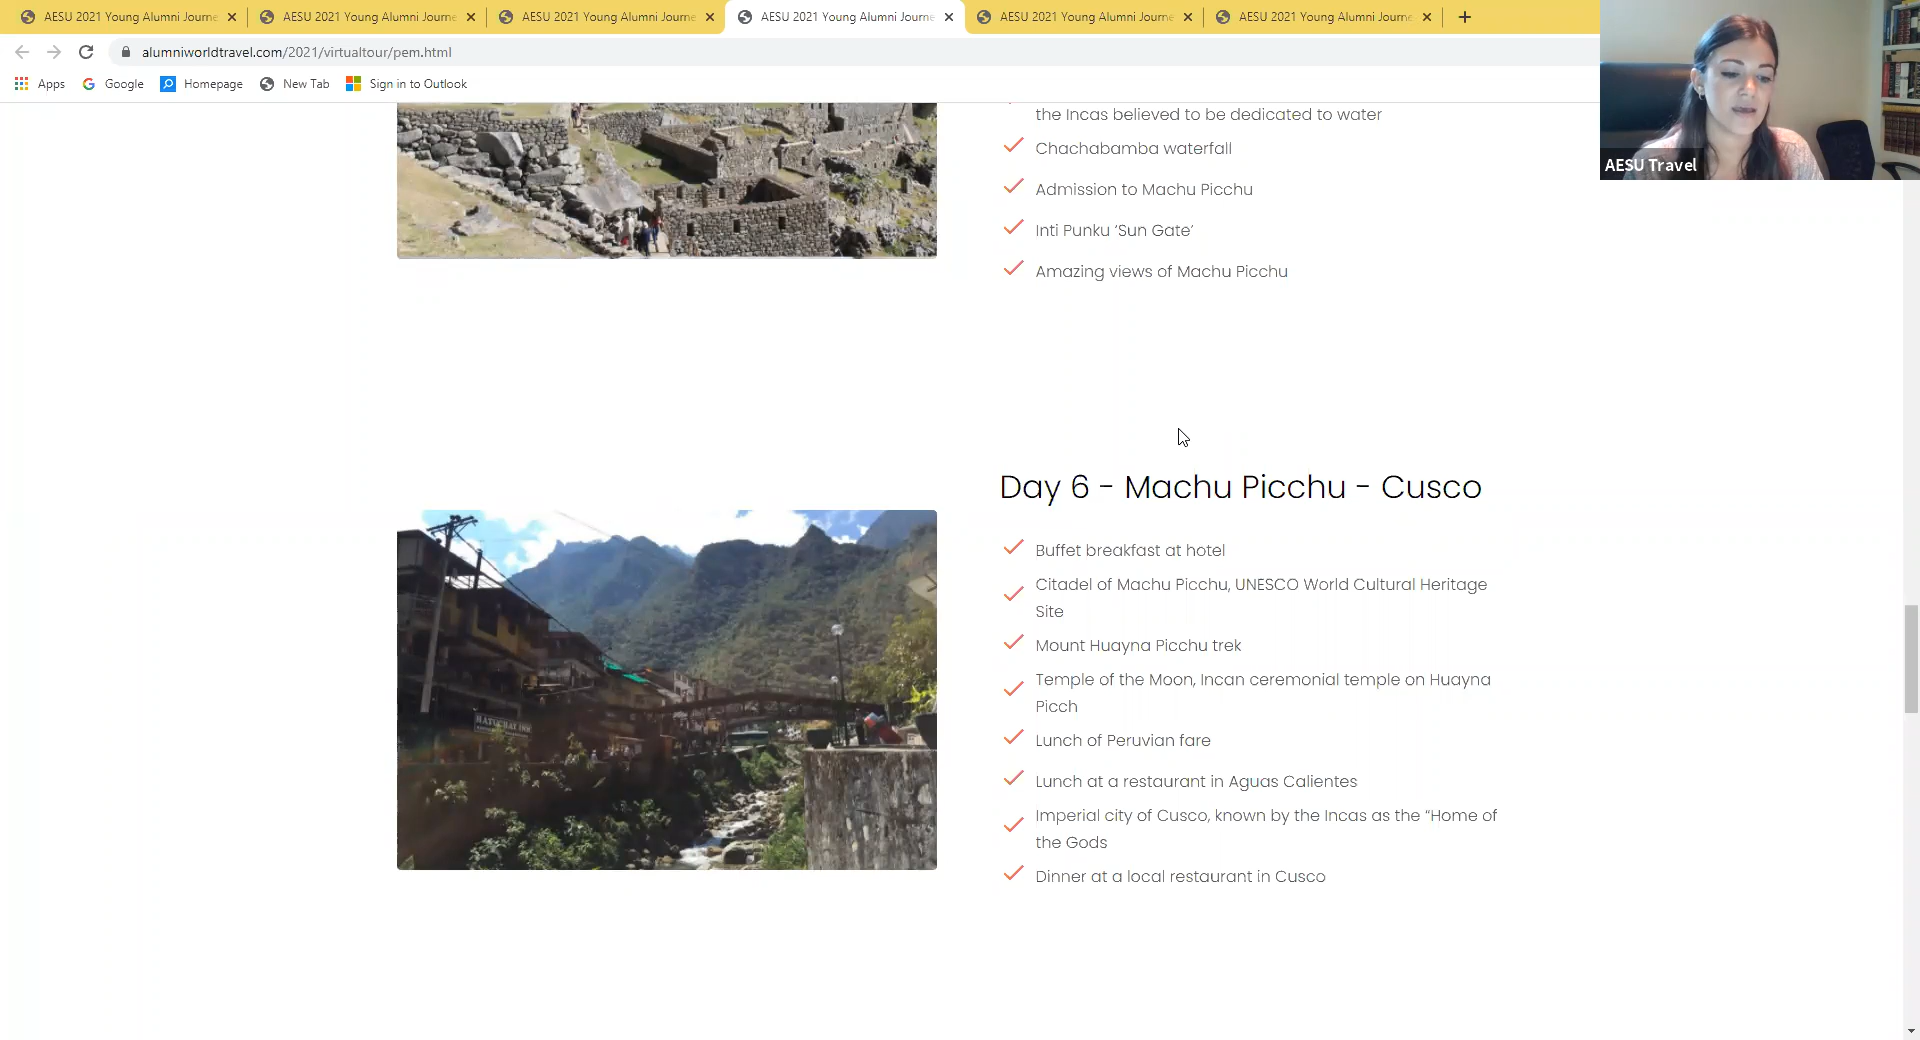 AESU 2021 Young Alumni Journe
AESU 2021 Young Alumni Journe
AESU 2021 Young Alumni Journe
AESU 2021 Young Alumni Journe
AESU 2021 Young Alumni Journe
AESU 2021 Young Alumni Journe
alumniworldtravel.com/2021/virtualtour/pem.html
Apps
Google
Homepage
New Tab
Sign in to Outlook
AESU Travel
the Incas believed to be dedicated to water
Chachabamba waterfall
Admission to Machu Picchu
Inti Punku ‘Sun Gate’
Amazing views of Machu Picchu
Day 6 - Machu Picchu - Cusco
Buffet breakfast at hotel
Citadel of Machu Picchu, UNESCO World Cultural Heritage
Site
Mount Huayna Picchu trek
Temple of the Moon, Incan ceremonial temple on Huayna
Picch
Lunch of Peruvian fare
Lunch at a restaurant in Aguas Calientes
Imperial city of Cusco, known by the Incas as the “Home of
the Gods
Dinner at a local restaurant in Cusco
HATUCHAY INN